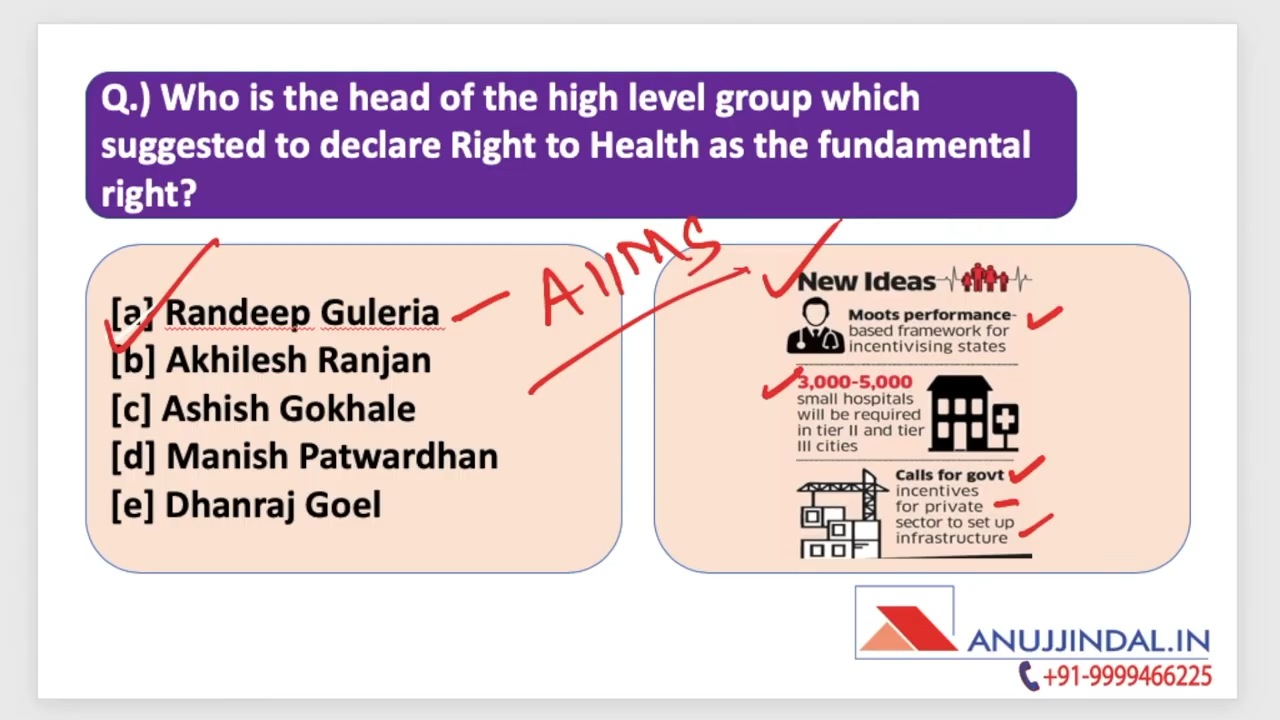 Q.) Who is the head of the high level group which
suggested to declare Right to Health as the fundamental
right?
[a] Randeep Guleria
AIIMS
[b] Akhilesh Ranjan
[c] Ashish Gokhale
[d] Manish Patwardhan
[e] Dhanraj Goel
New Ideas
Moots performance-
based framework for
incentivising states
3,000-5,000
small hospitals
will be required
in tier II and tier
III cities
Calls for govt
incentives
for private
sector to set up
infrastructure
ANUJJINDAL.IN
+91-9999466225